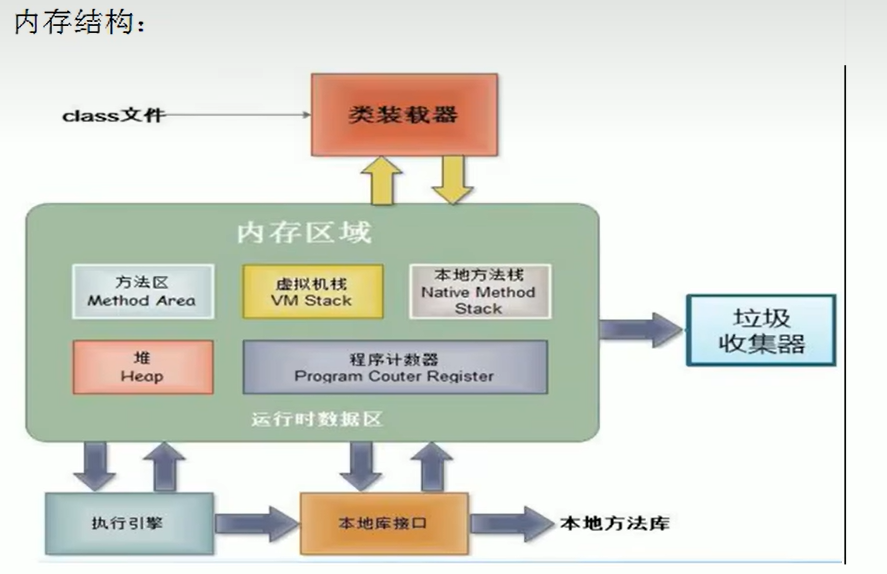 内存结构：
class文件
类装载器
内存区域
方法区
Method Area
虚拟机栈
VM Stack
本地方法栈
Native Method
Stack
堆
Heap
程序计数器
Program Couter Register
运行时数据区
垃圾
收集器
执行引擎
本地库接口
本地方法库